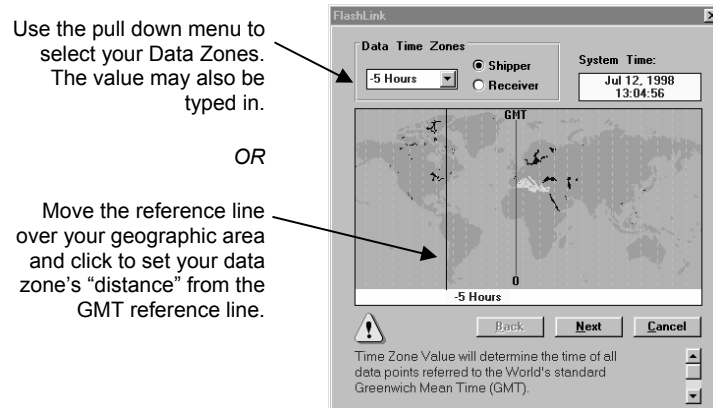 Use the pull down menu to
select your Data Zones.
The value may also be
typed in.
OR
Move the reference line
over your geographic area
and click to set your data
zone's “distance” from the
GMT reference line.
FlashLink
Data Time Zones
-5 Hours
Shipper
Receiver
System Time:
Jul 12, 1998
13:04:56
GMT
0
-5 Hours
Back
Next
Cancel
Time Zone Value will determine the time of all
data points referred to the World's standard
Greenwich Mean Time (GMT).